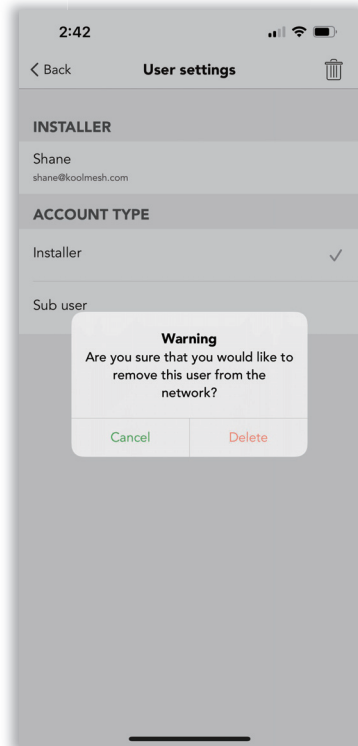 2:42
Back User settings
INSTALLER
Shane
shane@koolmesh.com
ACCOUNT TYPE
Installer
Sub user
Warning
Are you sure that you would like to
remove this user from the
network?
Cancel Delete